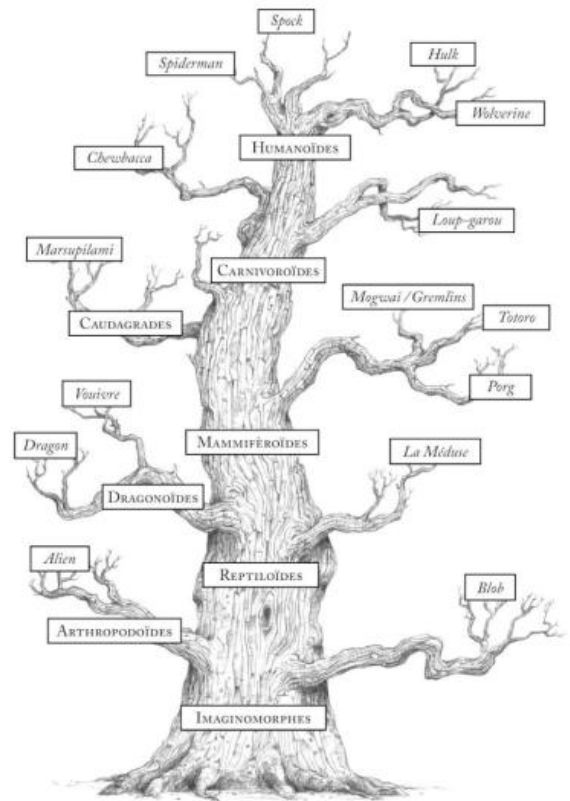 Spock
Spiderman
Hulk
Wolverine
HUMANOÏDES
Chewbacca
Loup-garou
Marsupilami
CARNIVOROÏDES
Mogwaï / Gremlins
Totoro
CAUDAGRADES
Porg
Vouivre
MAMMIFÈROÏDES
Dragon
La Méduse
DRAGONOÏDES
Alien
REPTILOÏDES
Blob
ARTHROPODOÏDES
IMAGINOMORPHES